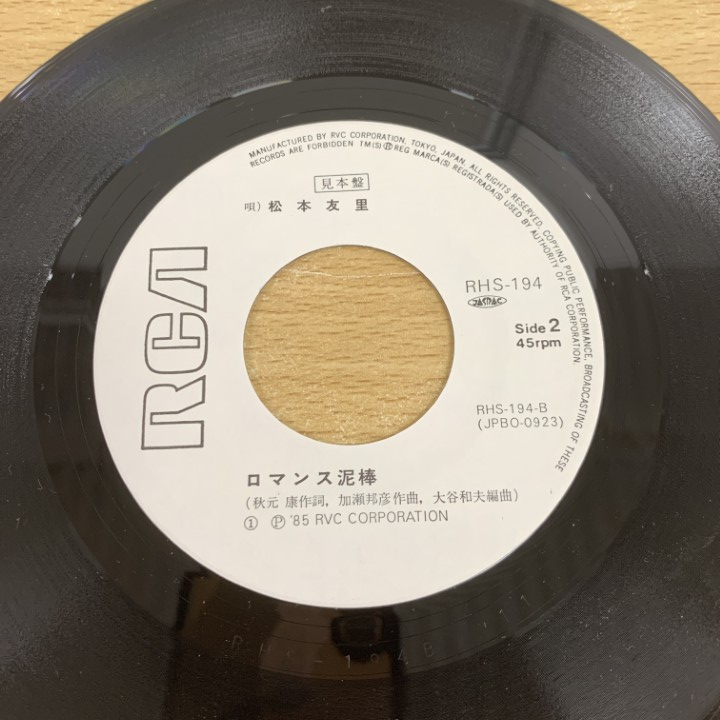 MANUFACTURED BY RVC CORPORATION, TOKYO, JAPAN. ALL RIGHTS RESERVED. COPYING PUBLIC PERFORMANCE, BROADCASTING OF THESE
RECORDS ARE FORBIDDEN TM(S) Ⓡ REG MARCA(S) REGISTRADA(S) USED BY AUTHORITY OF RCA CORPORATION.
見本盤
唄) 松本友里
RCA
RHS-194
JASRAC
Side 2
45rpm
RHS-194-B
(JPBO-0923)
ロマンス泥棒
(秋元 康作詞, 加瀬邦彦作曲, 大谷和夫編曲)
① Ⓟ '85 RVC CORPORATION